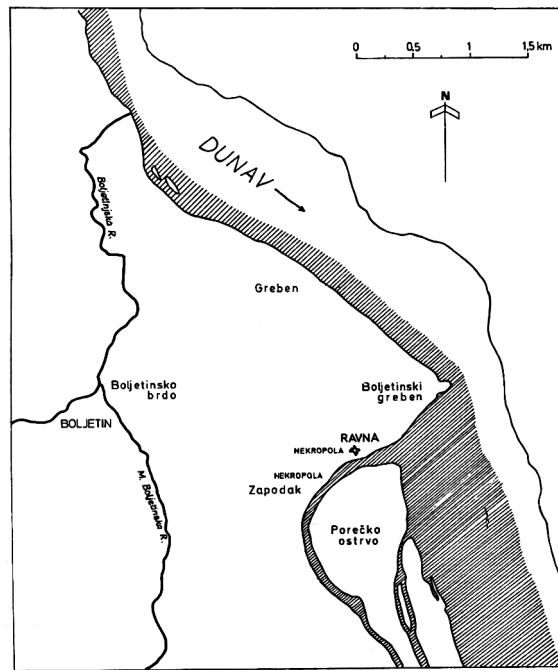 0 0,5 1 1,5 km
N
DUNAV
Boljetinjska R.
Greben
Boljetinsko
brdo
Boljetinski
greben
BOLJETIN
RAVNA
NEKROPOLA
NEKROPOLA
Zapodak
M. Boljetinska R.
Porečko
ostrvo